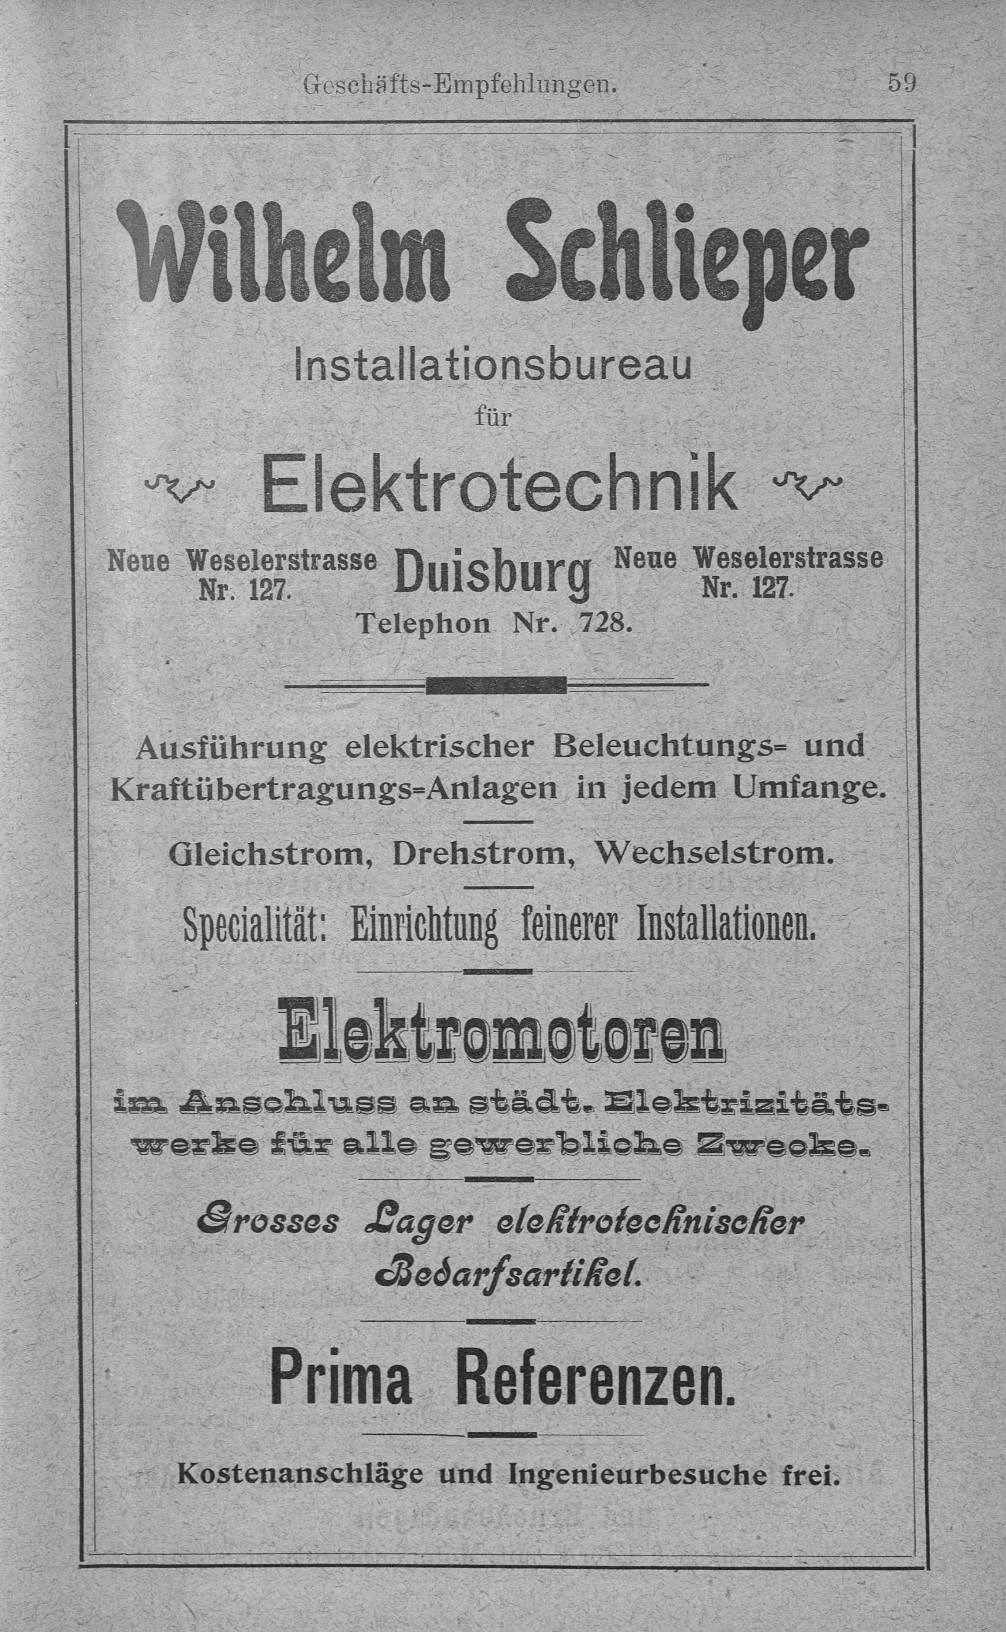 Geschäfts-Empfehlungen. 59
Wilhelm Schlieper
Installationsbureau
für
Elektrotechnik
Neue Weselerstrasse Nr. 127.
Duisburg
Neue Weselerstrasse Nr. 127.
Telephon Nr. 728.
Ausführung elektrischer Beleuchtungs- und
Kraftübertragungs-Anlagen in jedem Umfange.
Gleichstrom, Drehstrom, Wechselstrom.
Specialität: Einrichtung feinerer Installationen.
Elektromotoren
im Anschluss an städt. Elektrizitäts-
werke für alle gewerbliche Zwecke.
Grosses Lager elektrotechnischer
Bedarfsartikel.
Prima Referenzen.
Kostenanschläge und Ingenieurbesuche frei.